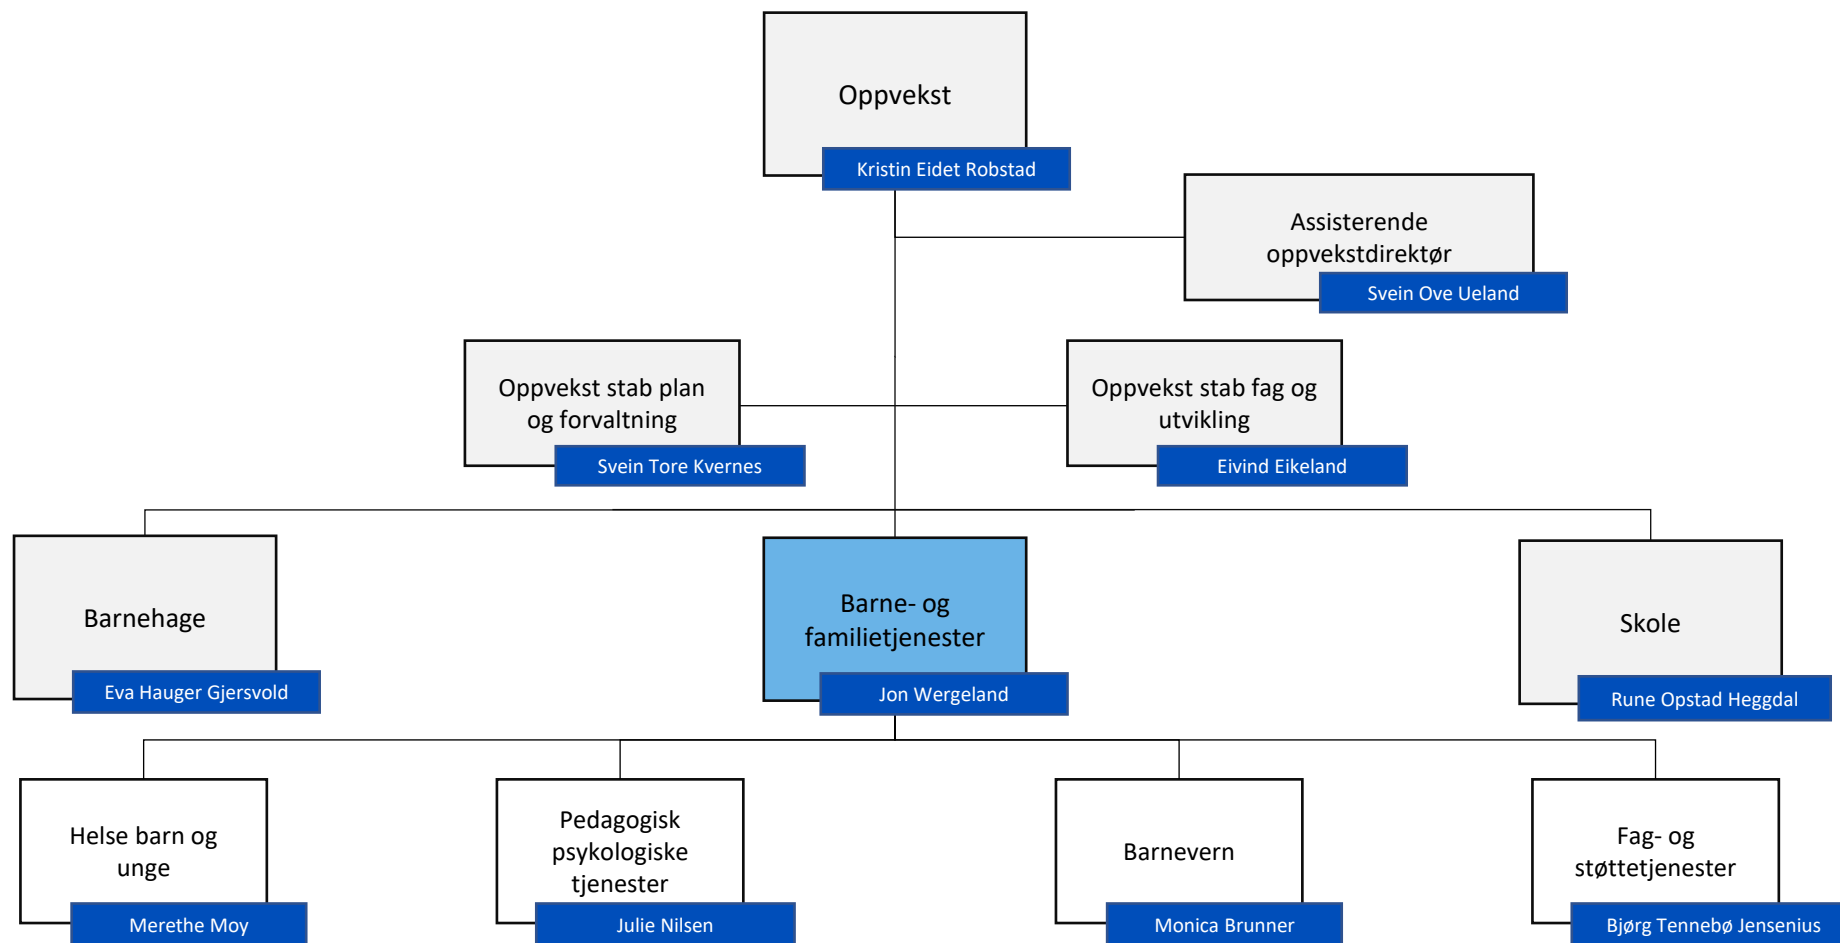 Oppvekst
Kristin Eidet Robstad
Assisterende
oppvekstdirektør
Svein Ove Ueland
Oppvekst stab plan
og forvaltning
Svein Tore Kvernes
Oppvekst stab fag og
utvikling
Eivind Eikeland
Barnehage
Eva Hauger Gjersvold
Barne- og
familietjenester
Jon Wergeland
Skole
Rune Opstad Heggdal
Helse barn og
unge
Merethe Moy
Pedagogisk
psykologiske
tjenester
Julie Nilsen
Barnevern
Monica Brunner
Fag- og
støttetjenester
Bjørg Tennebø Jensenius